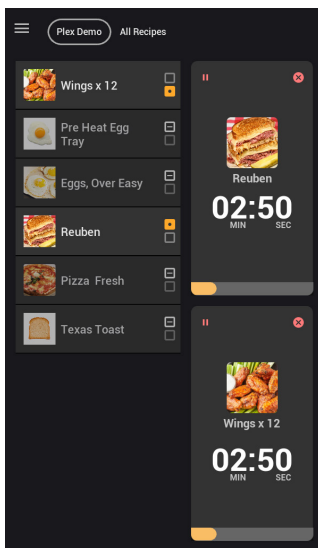 Plex Demo
All Recipes
Wings x 12
Pre Heat Egg
Tray
Eggs, Over Easy
Reuben
Pizza Fresh
Texas Toast
Reuben
02:50
MIN SEC
Wings x 12
02:50
MIN SEC